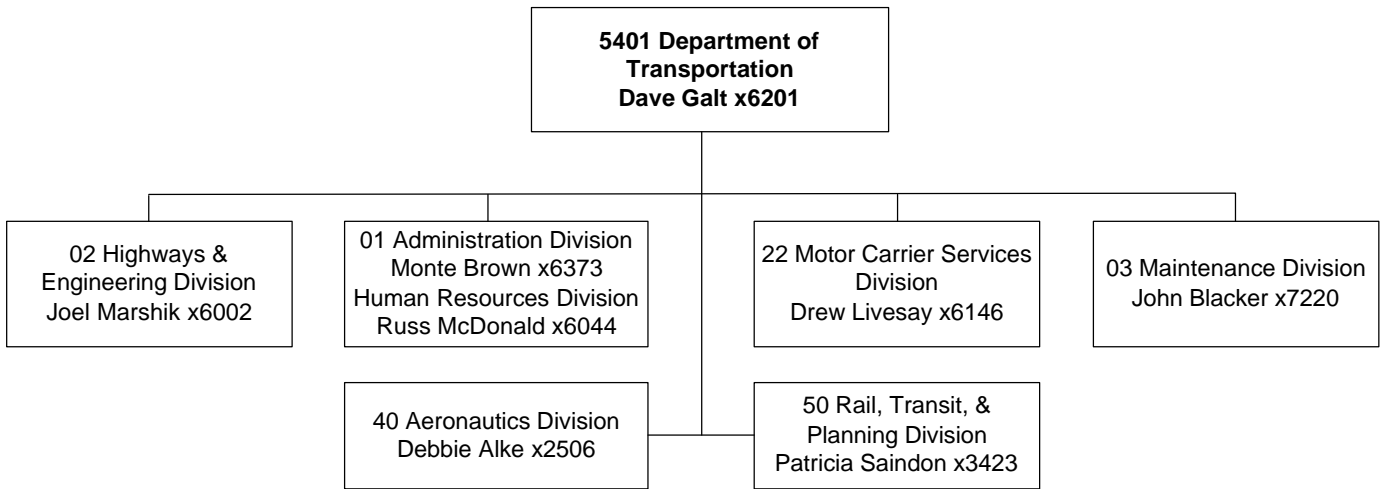 5401 Department of
Transportation
Dave Galt x6201
02 Highways &
Engineering Division
Joel Marshik x6002
01 Administration Division
Monte Brown x6373
Human Resources Division
Russ McDonald x6044
22 Motor Carrier Services
Division
Drew Livesay x6146
03 Maintenance Division
John Blacker x7220
40 Aeronautics Division
Debbie Alke x2506
50 Rail, Transit, &
Planning Division
Patricia Saindon x3423